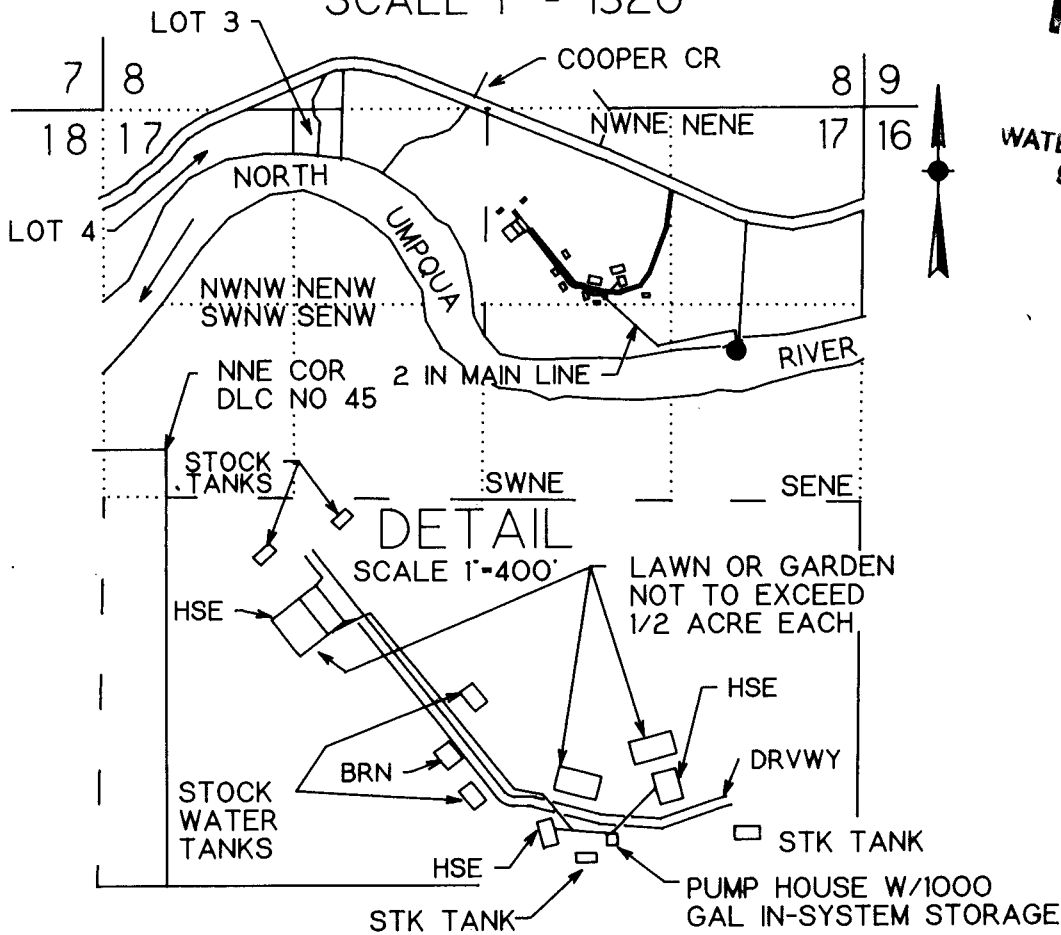 SCALE 1" - 1320'
LOT 3
COOPER CR
7 8
8 9
18 17
17 16
NWNE NENE
WATE
NORTH
UMPQUA
RIVER
LOT 4
NWNW NENW
SWNW SENW
2 IN MAIN LINE
NNE COR
DLC NO 45
STOCK
TANKS
SWNE
SENE
DETAIL
SCALE 1"=400'
LAWN OR GARDEN
NOT TO EXCEED
1/2 ACRE EACH
HSE
HSE
BRN
DRVWY
STOCK
WATER
TANKS
STK TANK
HSE
PUMP HOUSE W/1000
GAL IN-SYSTEM STORAGE
STK TANK